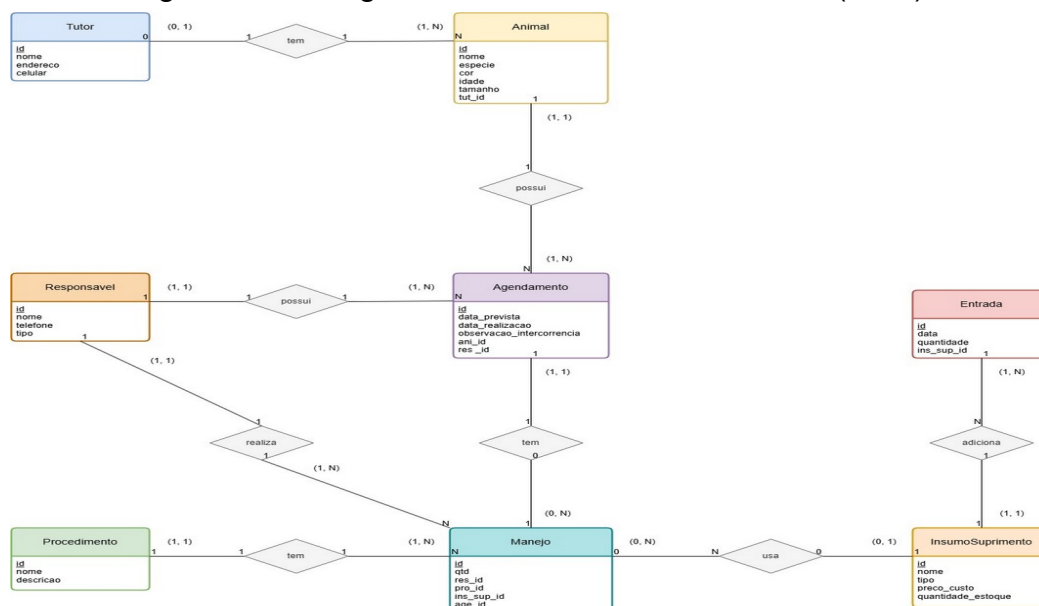 Tutor
id
nome
endereco
celular
0
(0, 1)
1
tem
1
(1, N)
N
Animal
id
nome
especie
cor
idade
tamanho
tut_id
1
(1, 1)
1
possui
(1, N)
N
Responsavel
id
nome
telefone
tipo
1
1
(1, 1)
1
possui
1
(1, N)
N
Agendamento
id
data_prevista
data_realizacao
observacao_intercorrencia
ani_id
res _id
1
Entrada
id
data
quantidade
ins_sup_id
1
(1, 1)
(1, N)
(1, 1)
1
realiza
1
(1, N)
N
1
tem
0
(0, N)
1
N
adiciona
1
(1, 1)
1
Procedimento
id
nome
descricao
1
(1, 1)
1
tem
1
(1, N)
N
Manejo
id
qtd
res_id
pro_id
ins_sup_id
age_id
0
(0, N)
N
usa
0
(0, 1)
1
InsumoSuprimento
id
nome
tipo
preco_custo
quantidade_estoque